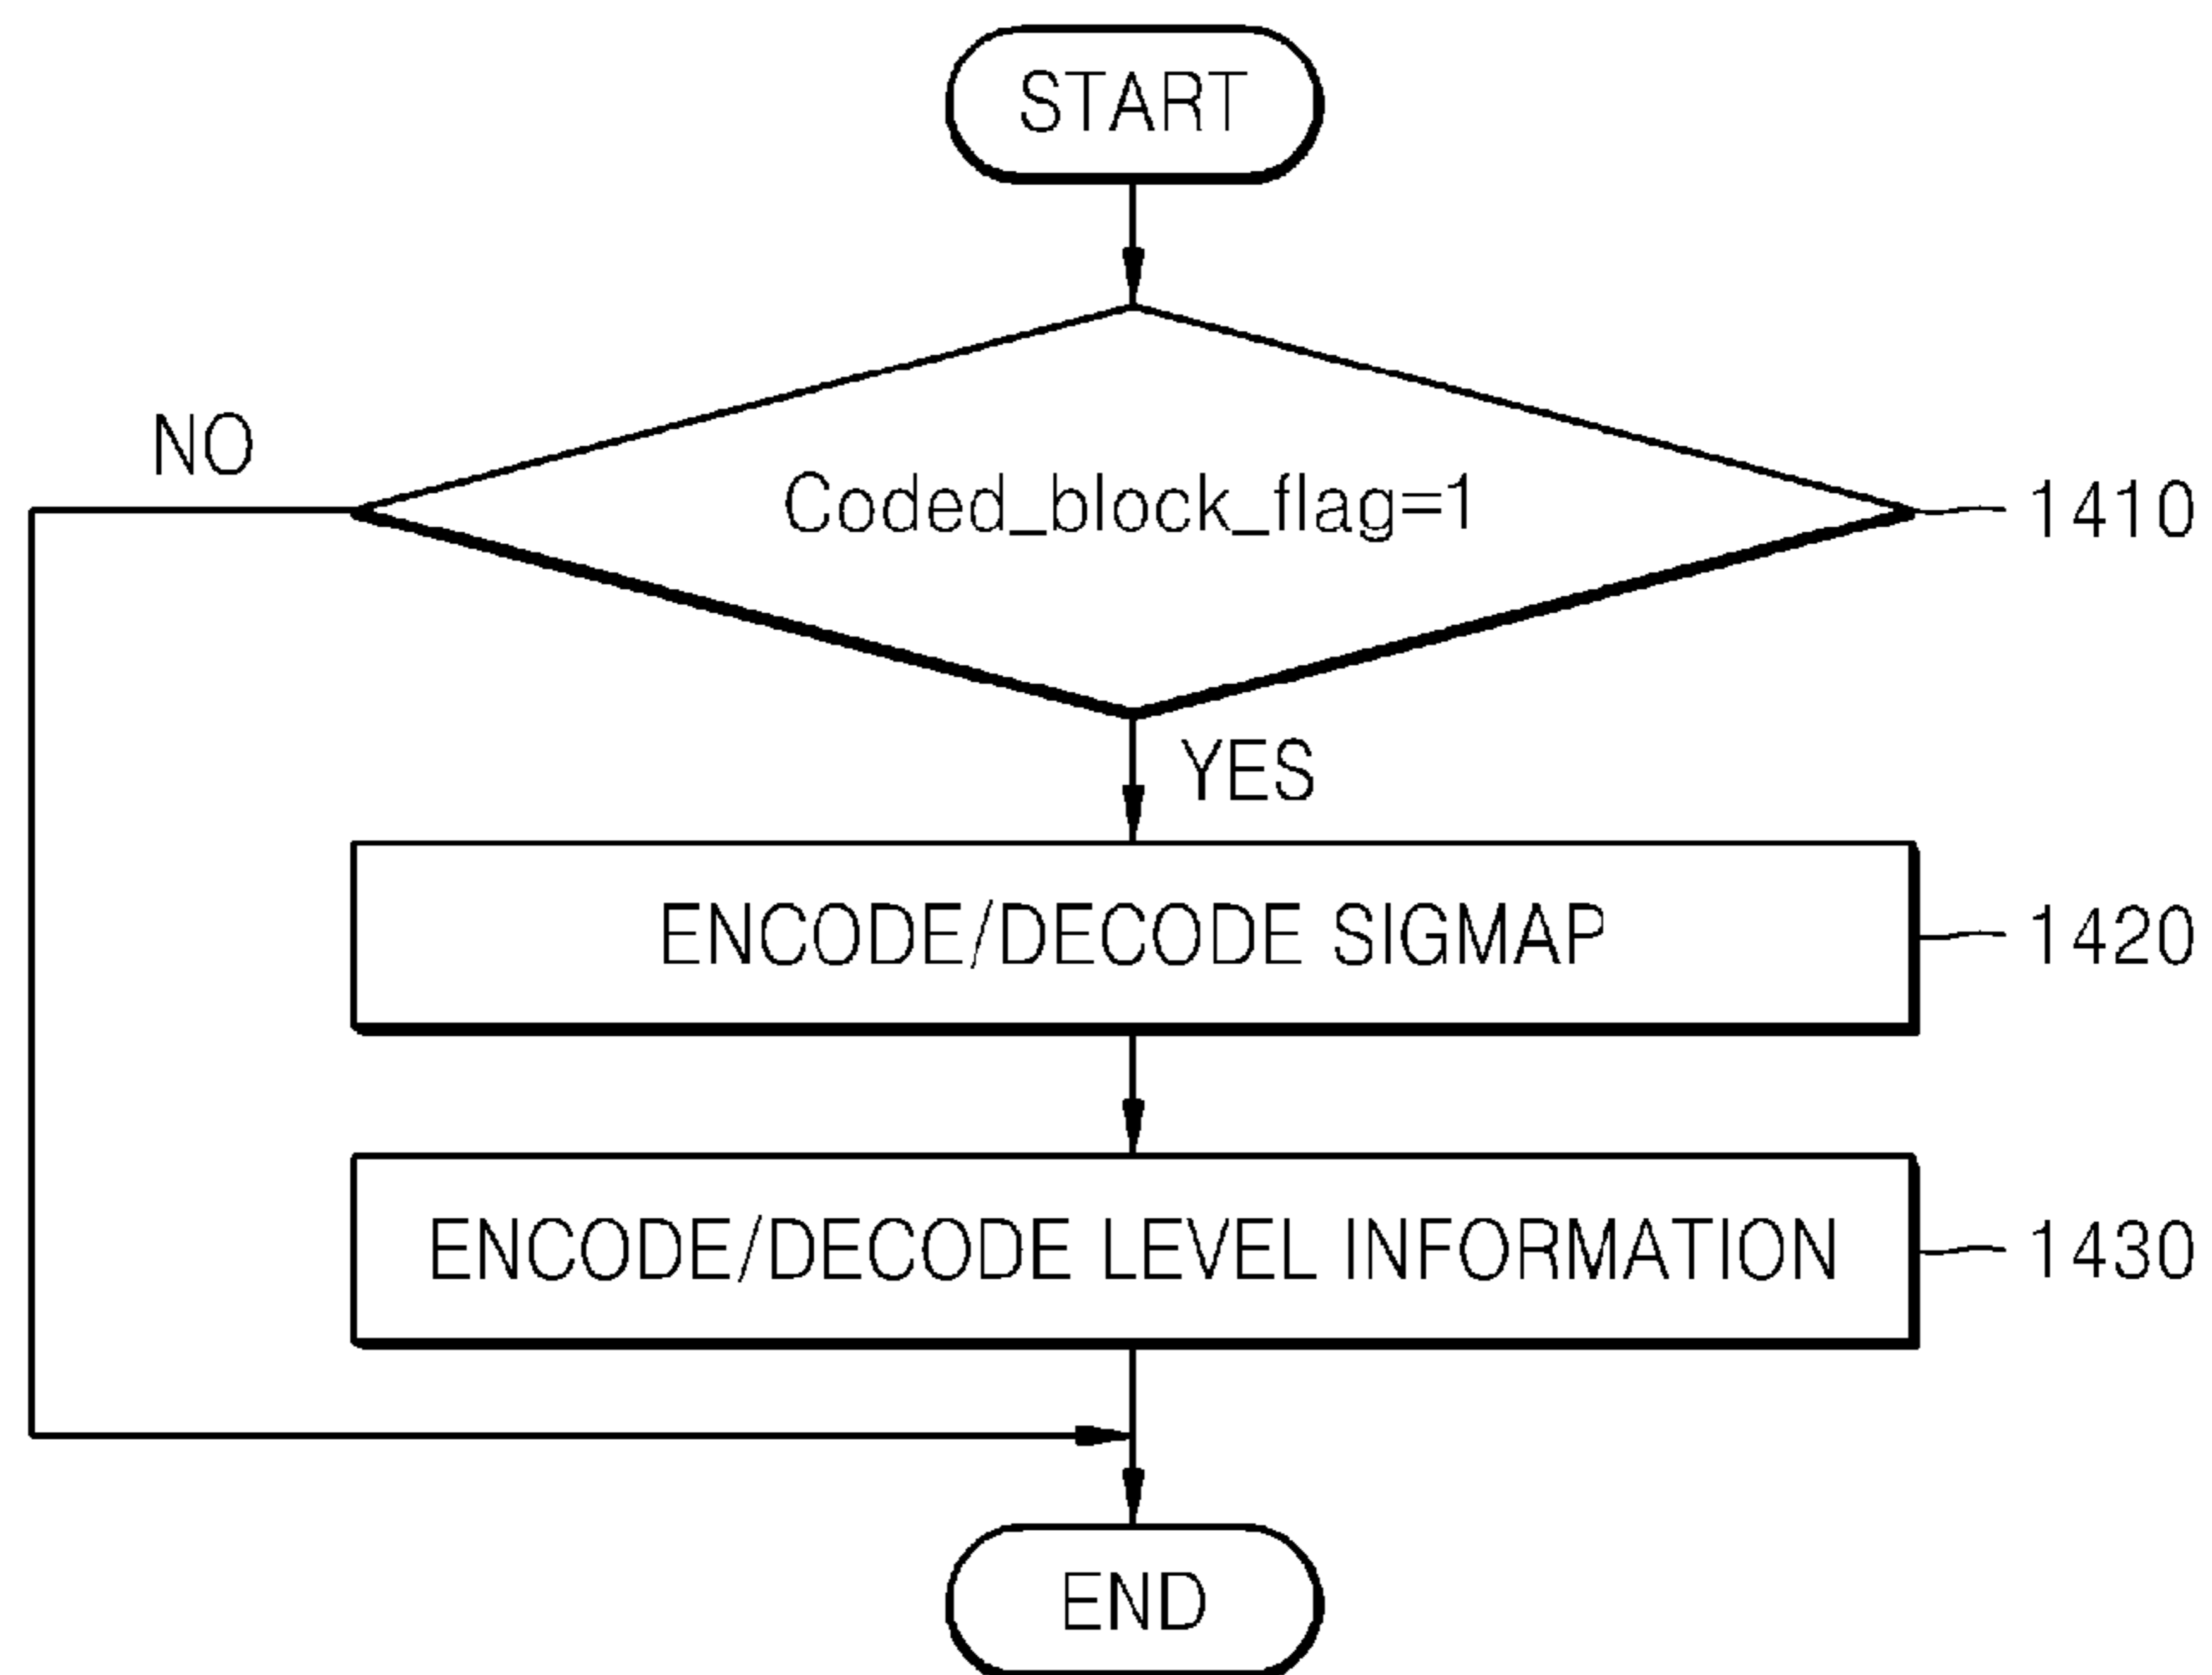 START
NO
Coded_block_flag=1
1410
YES
ENCODE/DECODE SIGMAP
1420
ENCODE/DECODE LEVEL INFORMATION
1430
END